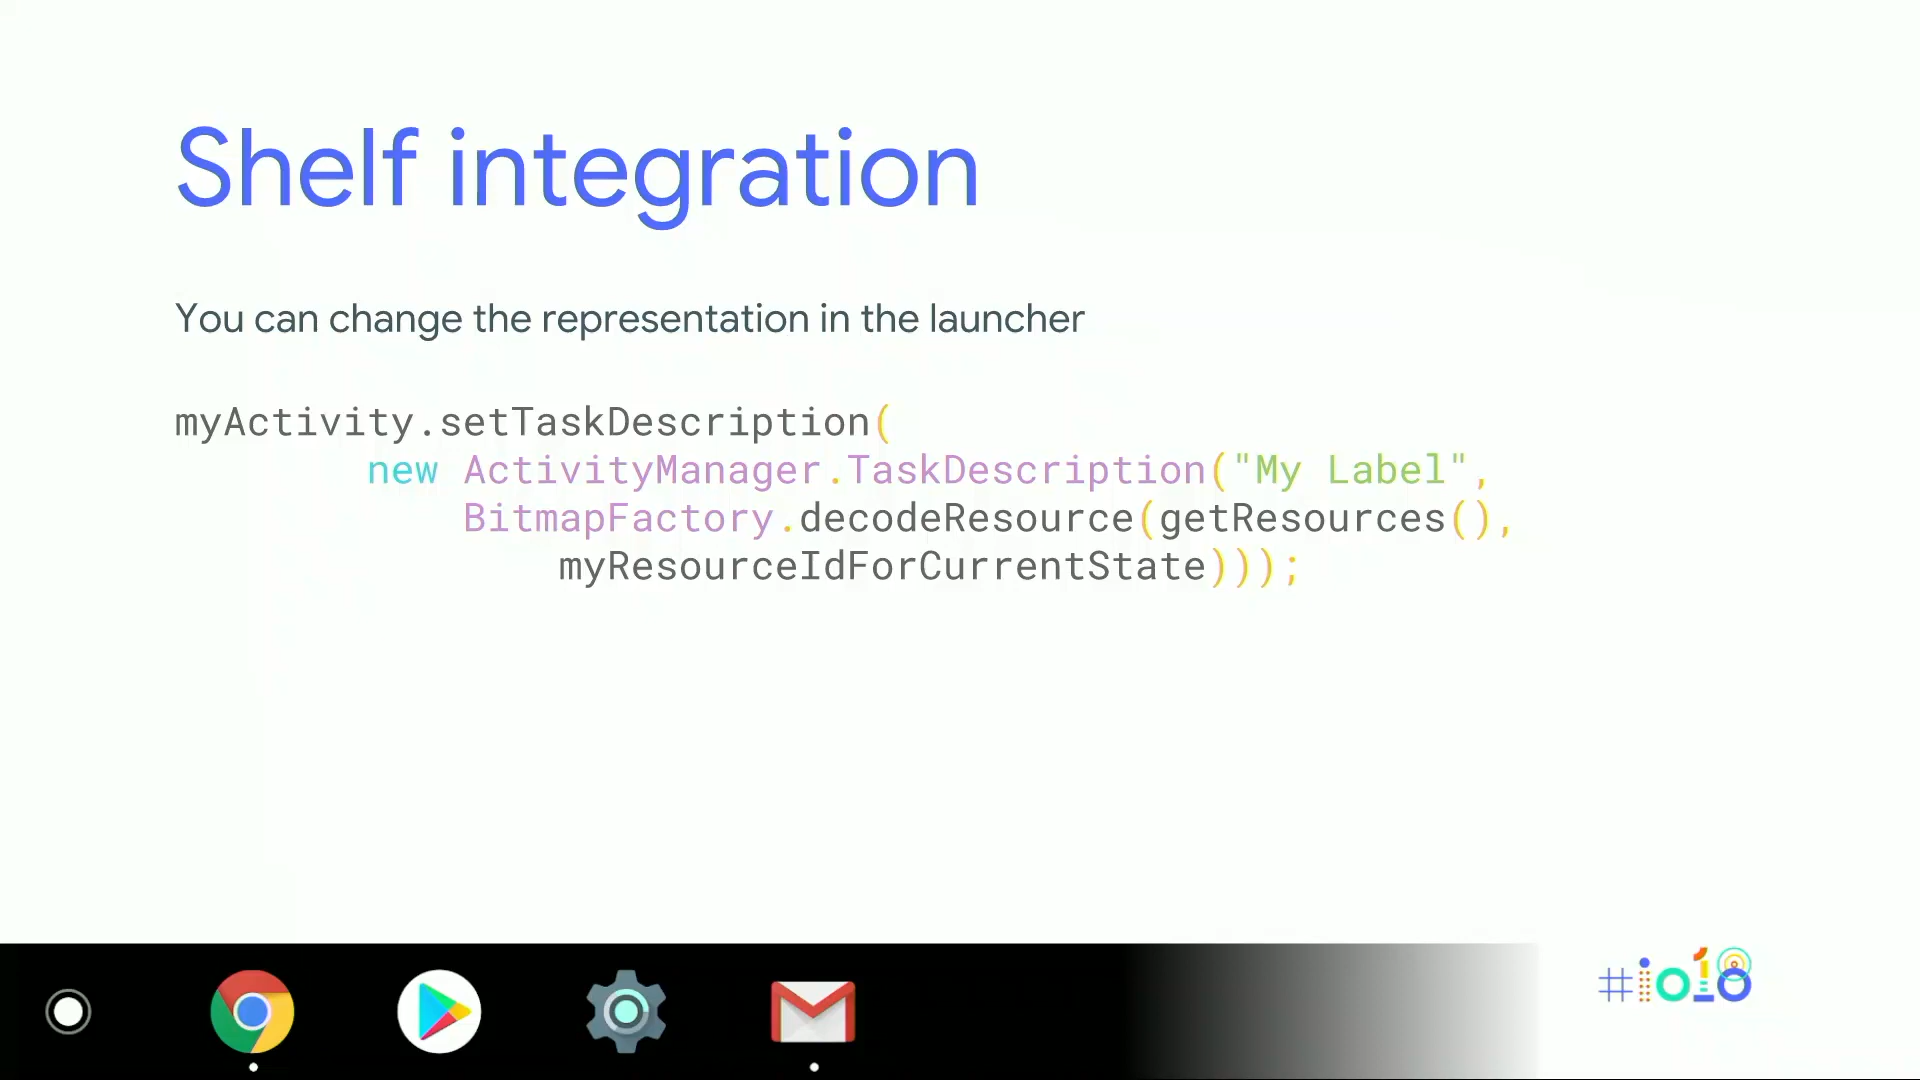 Shelf integration
You can change the representation in the launcher
myActivity.setTaskDescription(
new ActivityManager.TaskDescription("My Label",
BitmapFactory.decodeResource(getResources(),
myResourceIdForCurrentState)));
#io18